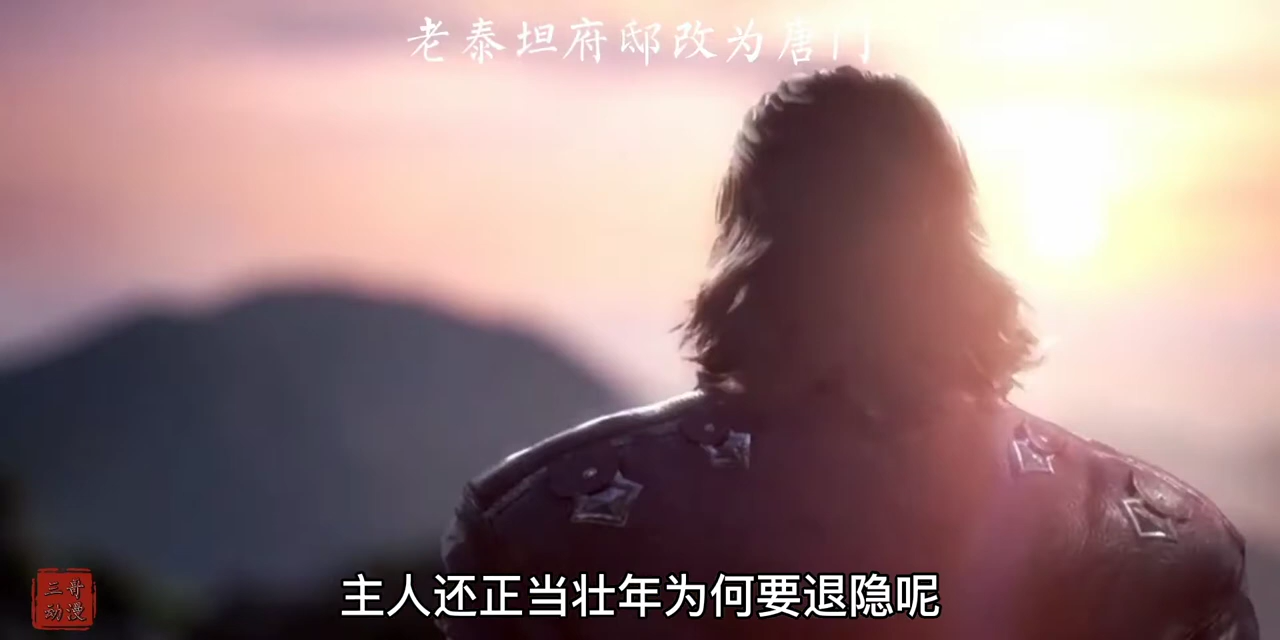 老泰坦府邸改为唐门
主人还正当壮年为何要退隐呢
三哥
动漫